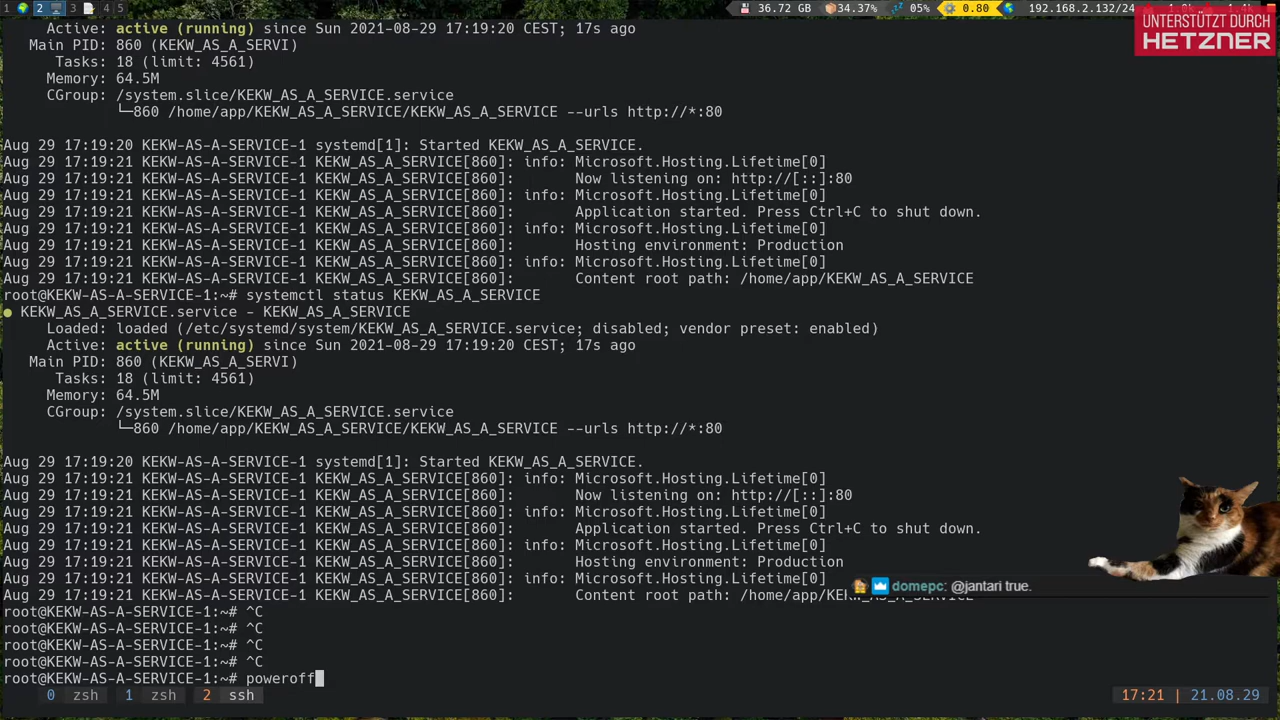 1 2 3 4 5 36.72 GB 34.37% 05% 0.80 192.168.2.132/24 1.0k 1.4k
UNTERSTÜTZT DURCH
HETZNER
Active: active (running) since Sun 2021-08-29 17:19:20 CEST; 17s ago
Main PID: 860 (KEKW_AS_A_SERVI)
Tasks: 18 (limit: 4561)
Memory: 64.5M
CGroup: /system.slice/KEKW_AS_A_SERVICE.service
└─860 /home/app/KEKW_AS_A_SERVICE/KEKW_AS_A_SERVICE --urls http://*:80
Aug 29 17:19:20 KEKW-AS-A-SERVICE-1 systemd[1]: Started KEKW_AS_A_SERVICE.
Aug 29 17:19:21 KEKW-AS-A-SERVICE-1 KEKW_AS_A_SERVICE[860]: info: Microsoft.Hosting.Lifetime[0]
Aug 29 17:19:21 KEKW-AS-A-SERVICE-1 KEKW_AS_A_SERVICE[860]: Now listening on: http://[::]:80
Aug 29 17:19:21 KEKW-AS-A-SERVICE-1 KEKW_AS_A_SERVICE[860]: info: Microsoft.Hosting.Lifetime[0]
Aug 29 17:19:21 KEKW-AS-A-SERVICE-1 KEKW_AS_A_SERVICE[860]: Application started. Press Ctrl+C to shut down.
Aug 29 17:19:21 KEKW-AS-A-SERVICE-1 KEKW_AS_A_SERVICE[860]: info: Microsoft.Hosting.Lifetime[0]
Aug 29 17:19:21 KEKW-AS-A-SERVICE-1 KEKW_AS_A_SERVICE[860]: Hosting environment: Production
Aug 29 17:19:21 KEKW-AS-A-SERVICE-1 KEKW_AS_A_SERVICE[860]: info: Microsoft.Hosting.Lifetime[0]
Aug 29 17:19:21 KEKW-AS-A-SERVICE-1 KEKW_AS_A_SERVICE[860]: Content root path: /home/app/KEKW_AS_A_SERVICE
root@KEKW-AS-A-SERVICE-1:~# systemctl status KEKW_AS_A_SERVICE
● KEKW_AS_A_SERVICE.service - KEKW_AS_A_SERVICE
Loaded: loaded (/etc/systemd/system/KEKW_AS_A_SERVICE.service; disabled; vendor preset: enabled)
Active: active (running) since Sun 2021-08-29 17:19:20 CEST; 17s ago
Main PID: 860 (KEKW_AS_A_SERVI)
Tasks: 18 (limit: 4561)
Memory: 64.5M
CGroup: /system.slice/KEKW_AS_A_SERVICE.service
└─860 /home/app/KEKW_AS_A_SERVICE/KEKW_AS_A_SERVICE --urls http://*:80
Aug 29 17:19:20 KEKW-AS-A-SERVICE-1 systemd[1]: Started KEKW_AS_A_SERVICE.
Aug 29 17:19:21 KEKW-AS-A-SERVICE-1 KEKW_AS_A_SERVICE[860]: info: Microsoft.Hosting.Lifetime[0]
Aug 29 17:19:21 KEKW-AS-A-SERVICE-1 KEKW_AS_A_SERVICE[860]: Now listening on: http://[::]:80
Aug 29 17:19:21 KEKW-AS-A-SERVICE-1 KEKW_AS_A_SERVICE[860]: info: Microsoft.Hosting.Lifetime[0]
Aug 29 17:19:21 KEKW-AS-A-SERVICE-1 KEKW_AS_A_SERVICE[860]: Application started. Press Ctrl+C to shut down.
Aug 29 17:19:21 KEKW-AS-A-SERVICE-1 KEKW_AS_A_SERVICE[860]: info: Microsoft.Hosting.Lifetime[0]
Aug 29 17:19:21 KEKW-AS-A-SERVICE-1 KEKW_AS_A_SERVICE[860]: Hosting environment: Production
Aug 29 17:19:21 KEKW-AS-A-SERVICE-1 KEKW_AS_A_SERVICE[860]: info: Microsoft.Hosting.Lifetime[0]
domepc: @jantari true.
Aug 29 17:19:21 KEKW-AS-A-SERVICE-1 KEKW_AS_A_SERVICE[860]: Content root path: /home/app/KEKW_AS_A_SERVICE
root@KEKW-AS-A-SERVICE-1:~# ^C
root@KEKW-AS-A-SERVICE-1:~# ^C
root@KEKW-AS-A-SERVICE-1:~# ^C
root@KEKW-AS-A-SERVICE-1:~# ^C
root@KEKW-AS-A-SERVICE-1:~# poweroff
0 zsh 1 zsh 2 ssh 17:21 | 21.08.29